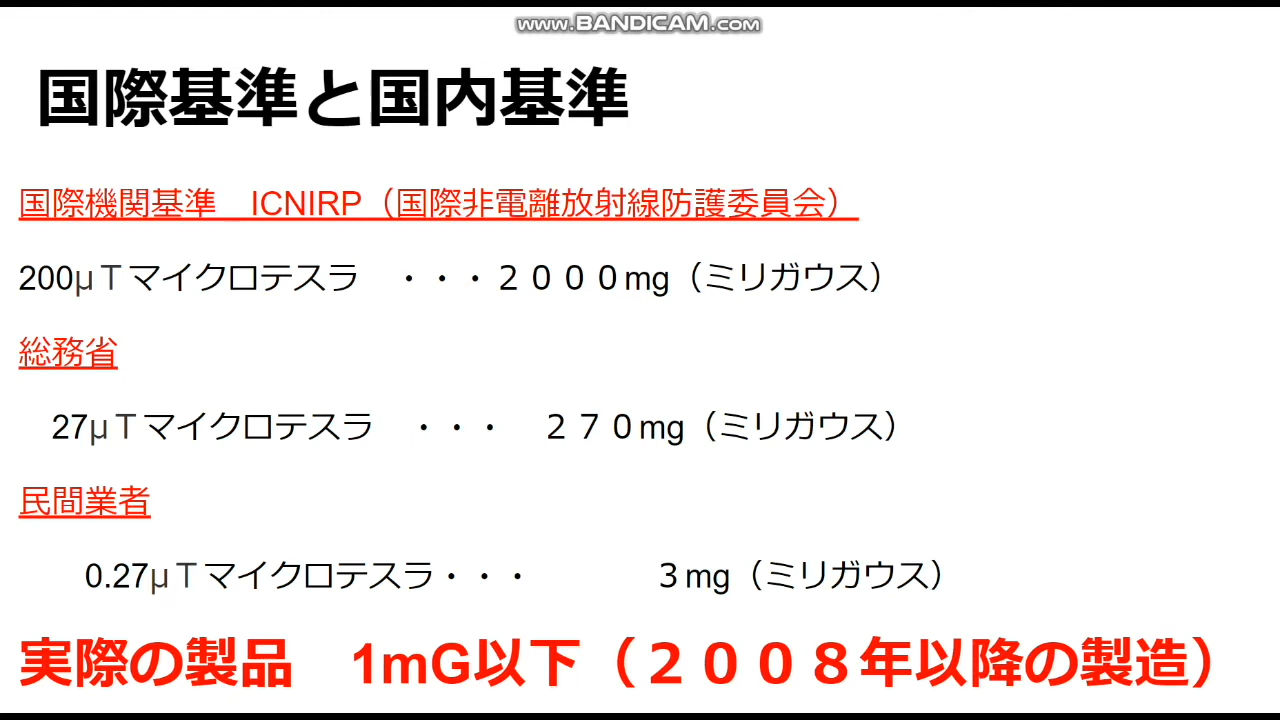 www.BANDICAM.com
国際基準と国内基準
国際機関基準　ICNIRP（国際非電離放射線防護委員会）
200μＴマイクロテスラ　・・・２０００mg（ミリガウス）
総務省
　27μＴマイクロテスラ　・・・　２７０mg（ミリガウス）
民間業者
　　0.27μＴマイクロテスラ・・・　　　　３mg（ミリガウス）
実際の製品　1mG以下（２００８年以降の製造）